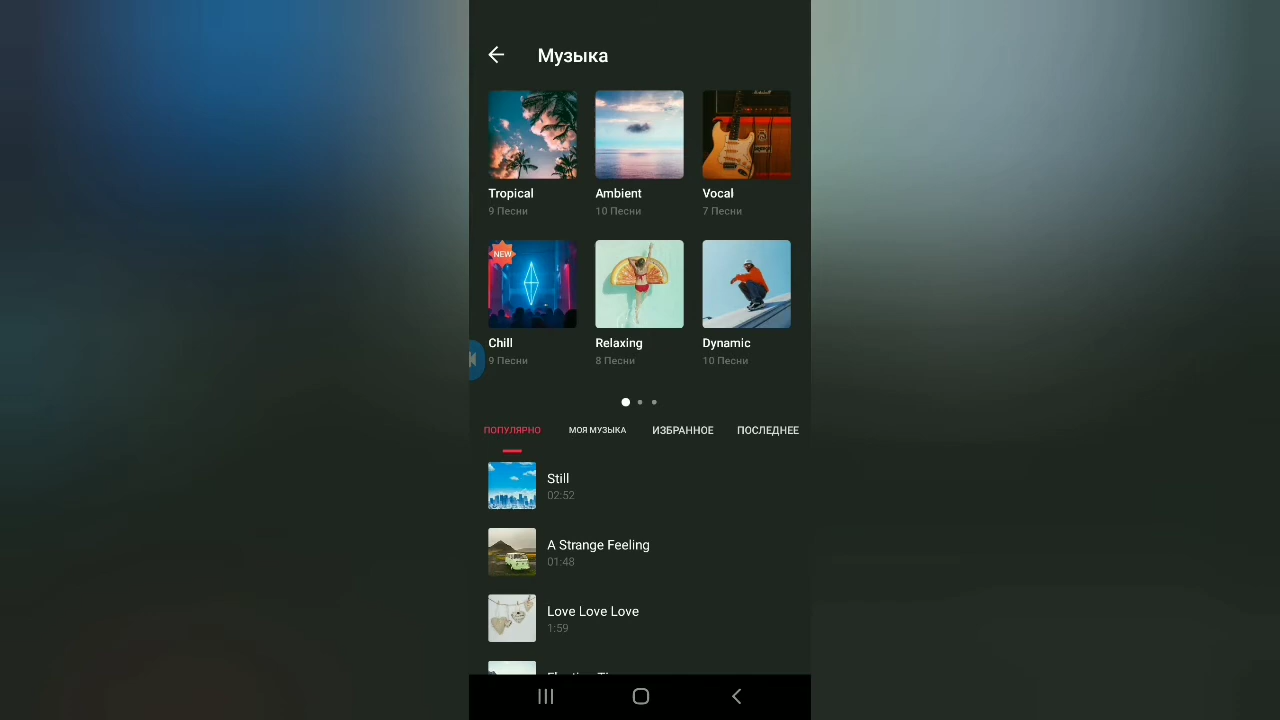 Музыка
Tropical
9 Песни
Ambient
10 Песни
Vocal
7 Песни
NEW
Chill
9 Песни
Relaxing
8 Песни
Dynamic
10 Песни
ПОПУЛЯРНО
МОЯ МУЗЫКА
ИЗБРАННОЕ
ПОСЛЕДНЕЕ
Still
02:52
A Strange Feeling
01:48
Love Love Love
1:59